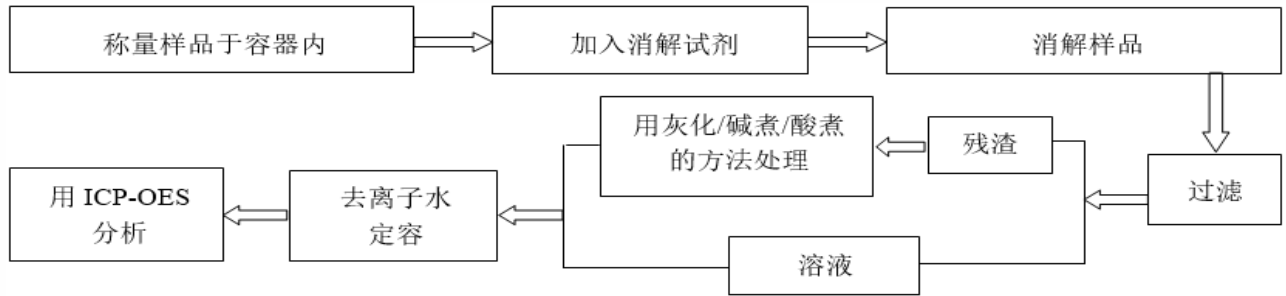 称量样品于容器内
加入消解试剂
消解样品
过滤
残渣
用灰化/碱煮/酸煮
的方法处理
溶液
去离子水
定容
用 ICP-OES
分析